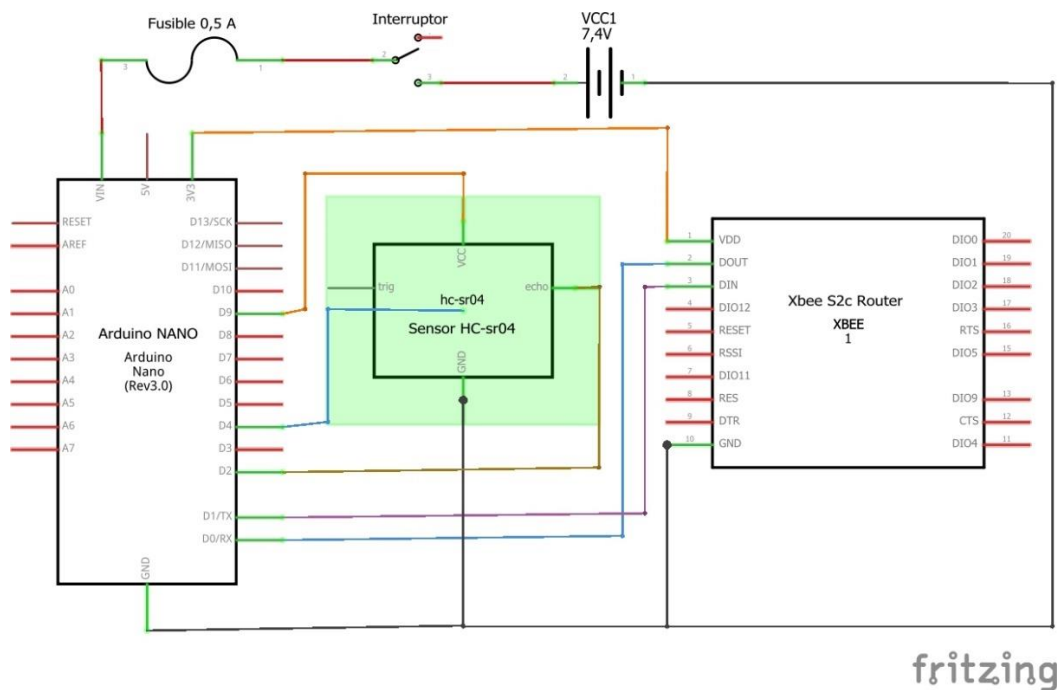 Fusible 0,5 A
3
1
Interruptor
2
3
VCC1
7,4V
2
1
VIN
5V
3V3
RESET
AREF
A0
A1
A2
A3
A4
A5
A6
A7
Arduino NANO
Arduino
Nano
(Rev3.0)
D13/SCK
D12/MISO
D11/MOSI
D10
D9
D8
D7
D6
D5
D4
D3
D2
D1/TX
D0/RX
GND
VCC
trig
echo
hc-sr04
Sensor HC-sr04
GND
1 VDD
2 DOUT
3 DIN
4 DIO12
5 RESET
6 RSSI
7 DIO11
8 RES
9 DTR
10 GND
Xbee S2c Router
XBEE
1
DIO0 20
DIO1 19
DIO2 18
DIO3 17
RTS 16
DIO5 15
DIO9 13
CTS 12
DIO4 11
fritzing